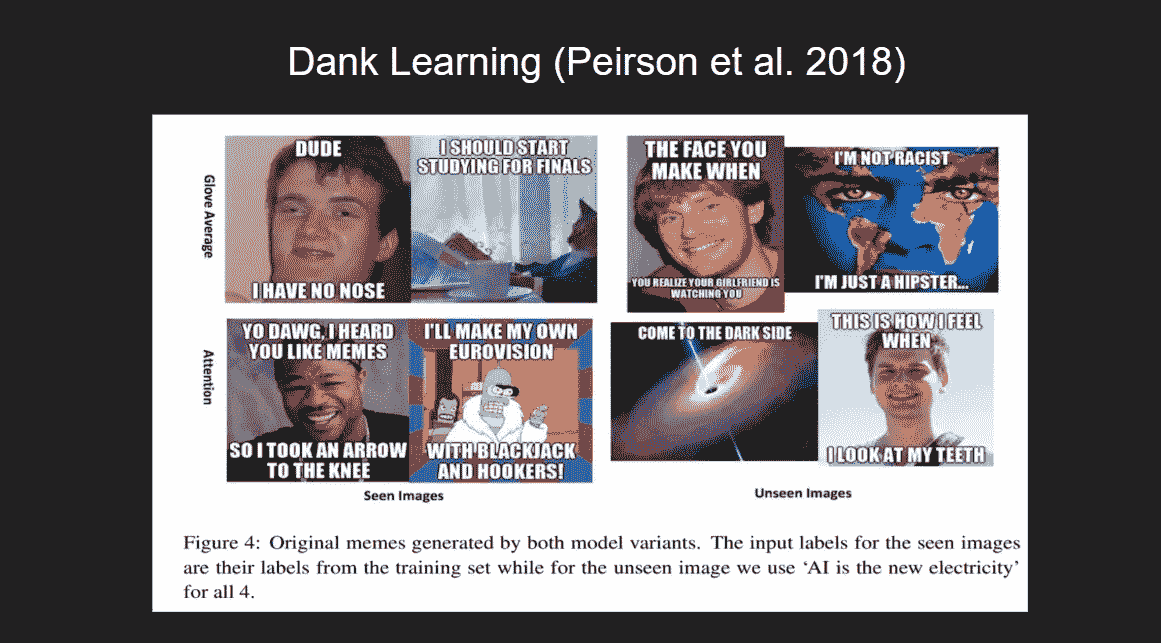 Dank Learning (Peirson et al. 2018)
Glove Average
DUDE
I HAVE NO NOSE
I SHOULD START
STUDYING FOR FINALS
THE FACE YOU
MAKE WHEN
YOU REALIZE YOUR GIRLFRIEND IS
WATCHING YOU
I'M NOT RACIST
I'M JUST A HIPSTER...
Attention
YO DAWG, I HEARD
YOU LIKE MEMES
SO I TOOK AN ARROW
TO THE KNEE
I'LL MAKE MY OWN
EUROVISION
WITH BLACKJACK
AND HOOKERS!
COME TO THE DARK SIDE
THIS IS HOW I FEEL
WHEN
I LOOK AT MY TEETH
Seen Images
Unseen Images
Figure 4: Original memes generated by both model variants. The input labels for the seen images
are their labels from the training set while for the unseen image we use ‘AI is the new electricity’
for all 4.